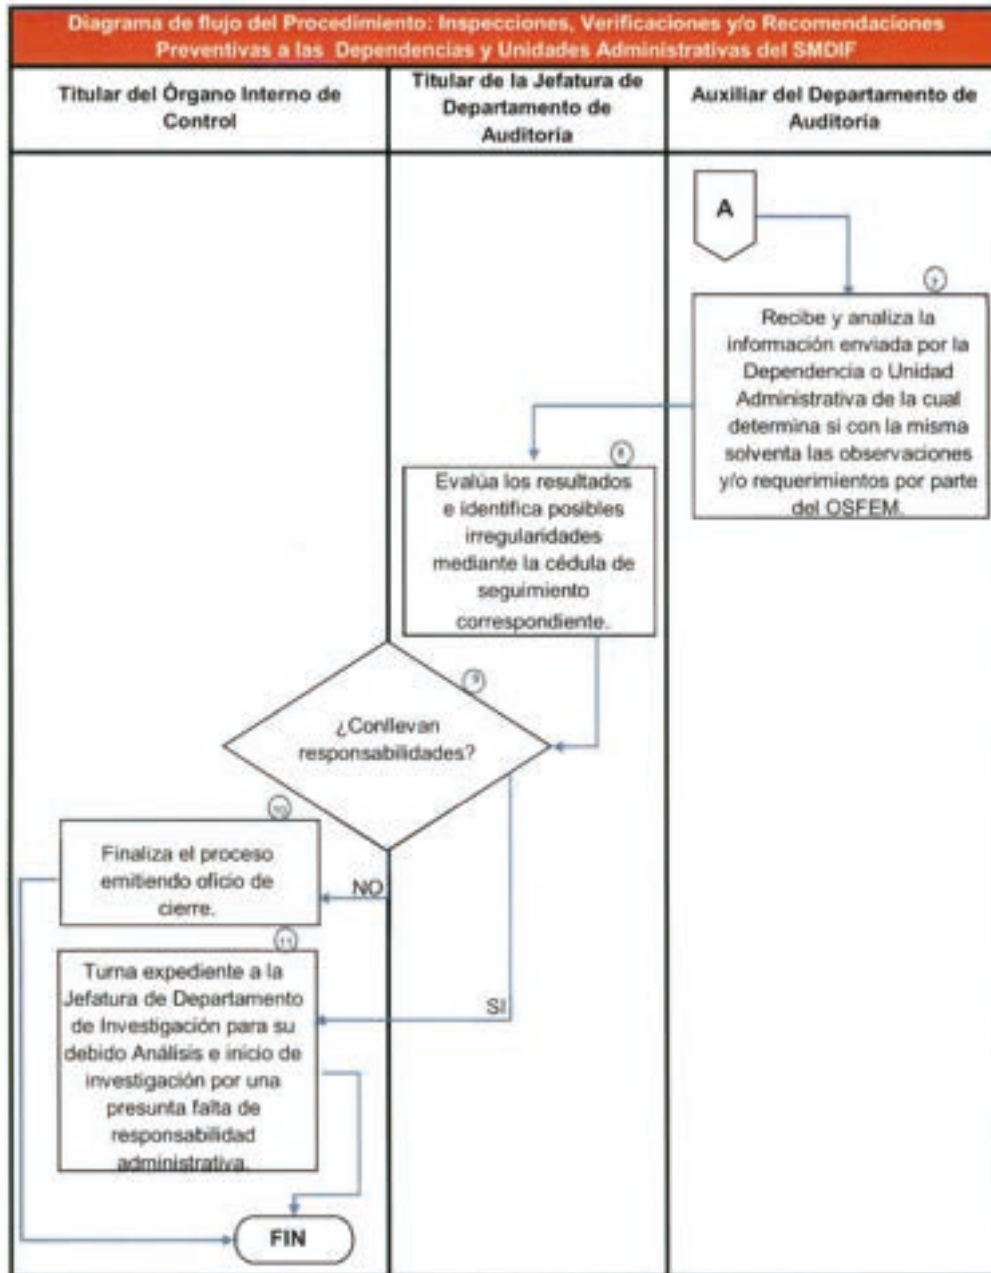 Diagrama de flujo del Procedimiento: Inspecciones, Verificaciones y/o Recomendaciones
Preventivas a las Dependencias y Unidades Administrativas del SMDIF
Titular del Órgano Interno de
Control
Titular de la Jefatura de
Departamento de
Auditoría
Auxiliar del Departamento de
Auditoría
A
7
Recibe y analiza la
información enviada por la
Dependencia o Unidad
Administrativa de la cual
determina si con la misma
solventa las observaciones
y/o requerimientos por parte
del OSFEM.
8
Evalúa los resultados
e identifica posibles
irregularidades
mediante la cédula de
seguimiento
correspondiente.
9
¿Conllevan
responsabilidades?
10
Finaliza el proceso
emitiendo oficio de
cierre.
NO
11
Turna expediente a la
Jefatura de Departamento
de Investigación para su
debido Análisis e inicio de
investigación por una
presunta falta de
responsabilidad
administrativa.
SI
FIN